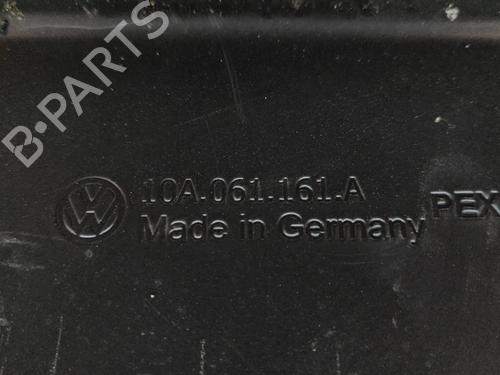 B-PARTS
10A.061.161.A
Made in Germany
PEX